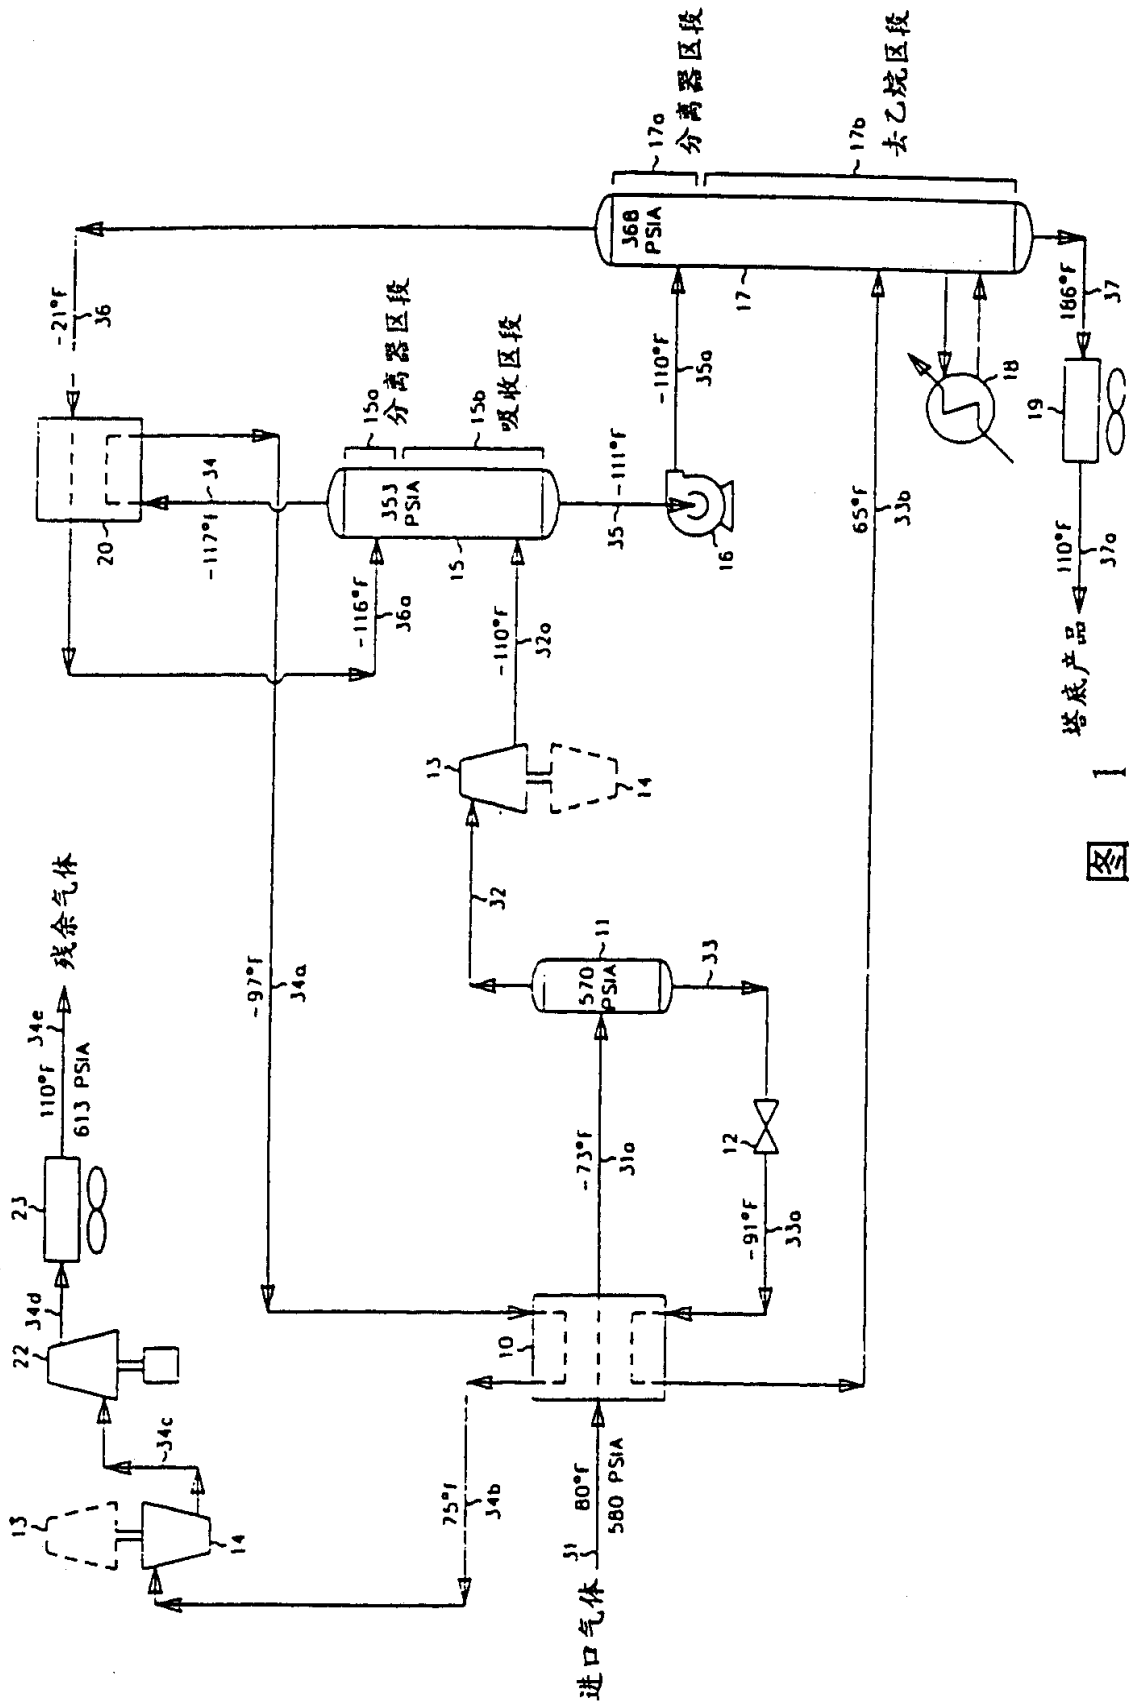 进口气体
31
80°F
580 PSIA
10
-73°F
31a
11
570
PSIA
32
33
12
-91°F
33a
65°F
33b
13
14
-110°F
32a
15
353
PSIA
15a
分离器区段
15b
吸收区段
-117°F
34
20
-97°F
34a
75°F
34b
13
14
34c
22
34d
23
110°F
34e
613 PSIA
残余气体
35
-111°F
16
-110°F
35a
17
368
PSIA
17a
分离器区段
17b
去乙烷区段
-21°F
36
-116°F
36a
18
186°F
37
19
110°F
37a
塔底产品
图 1